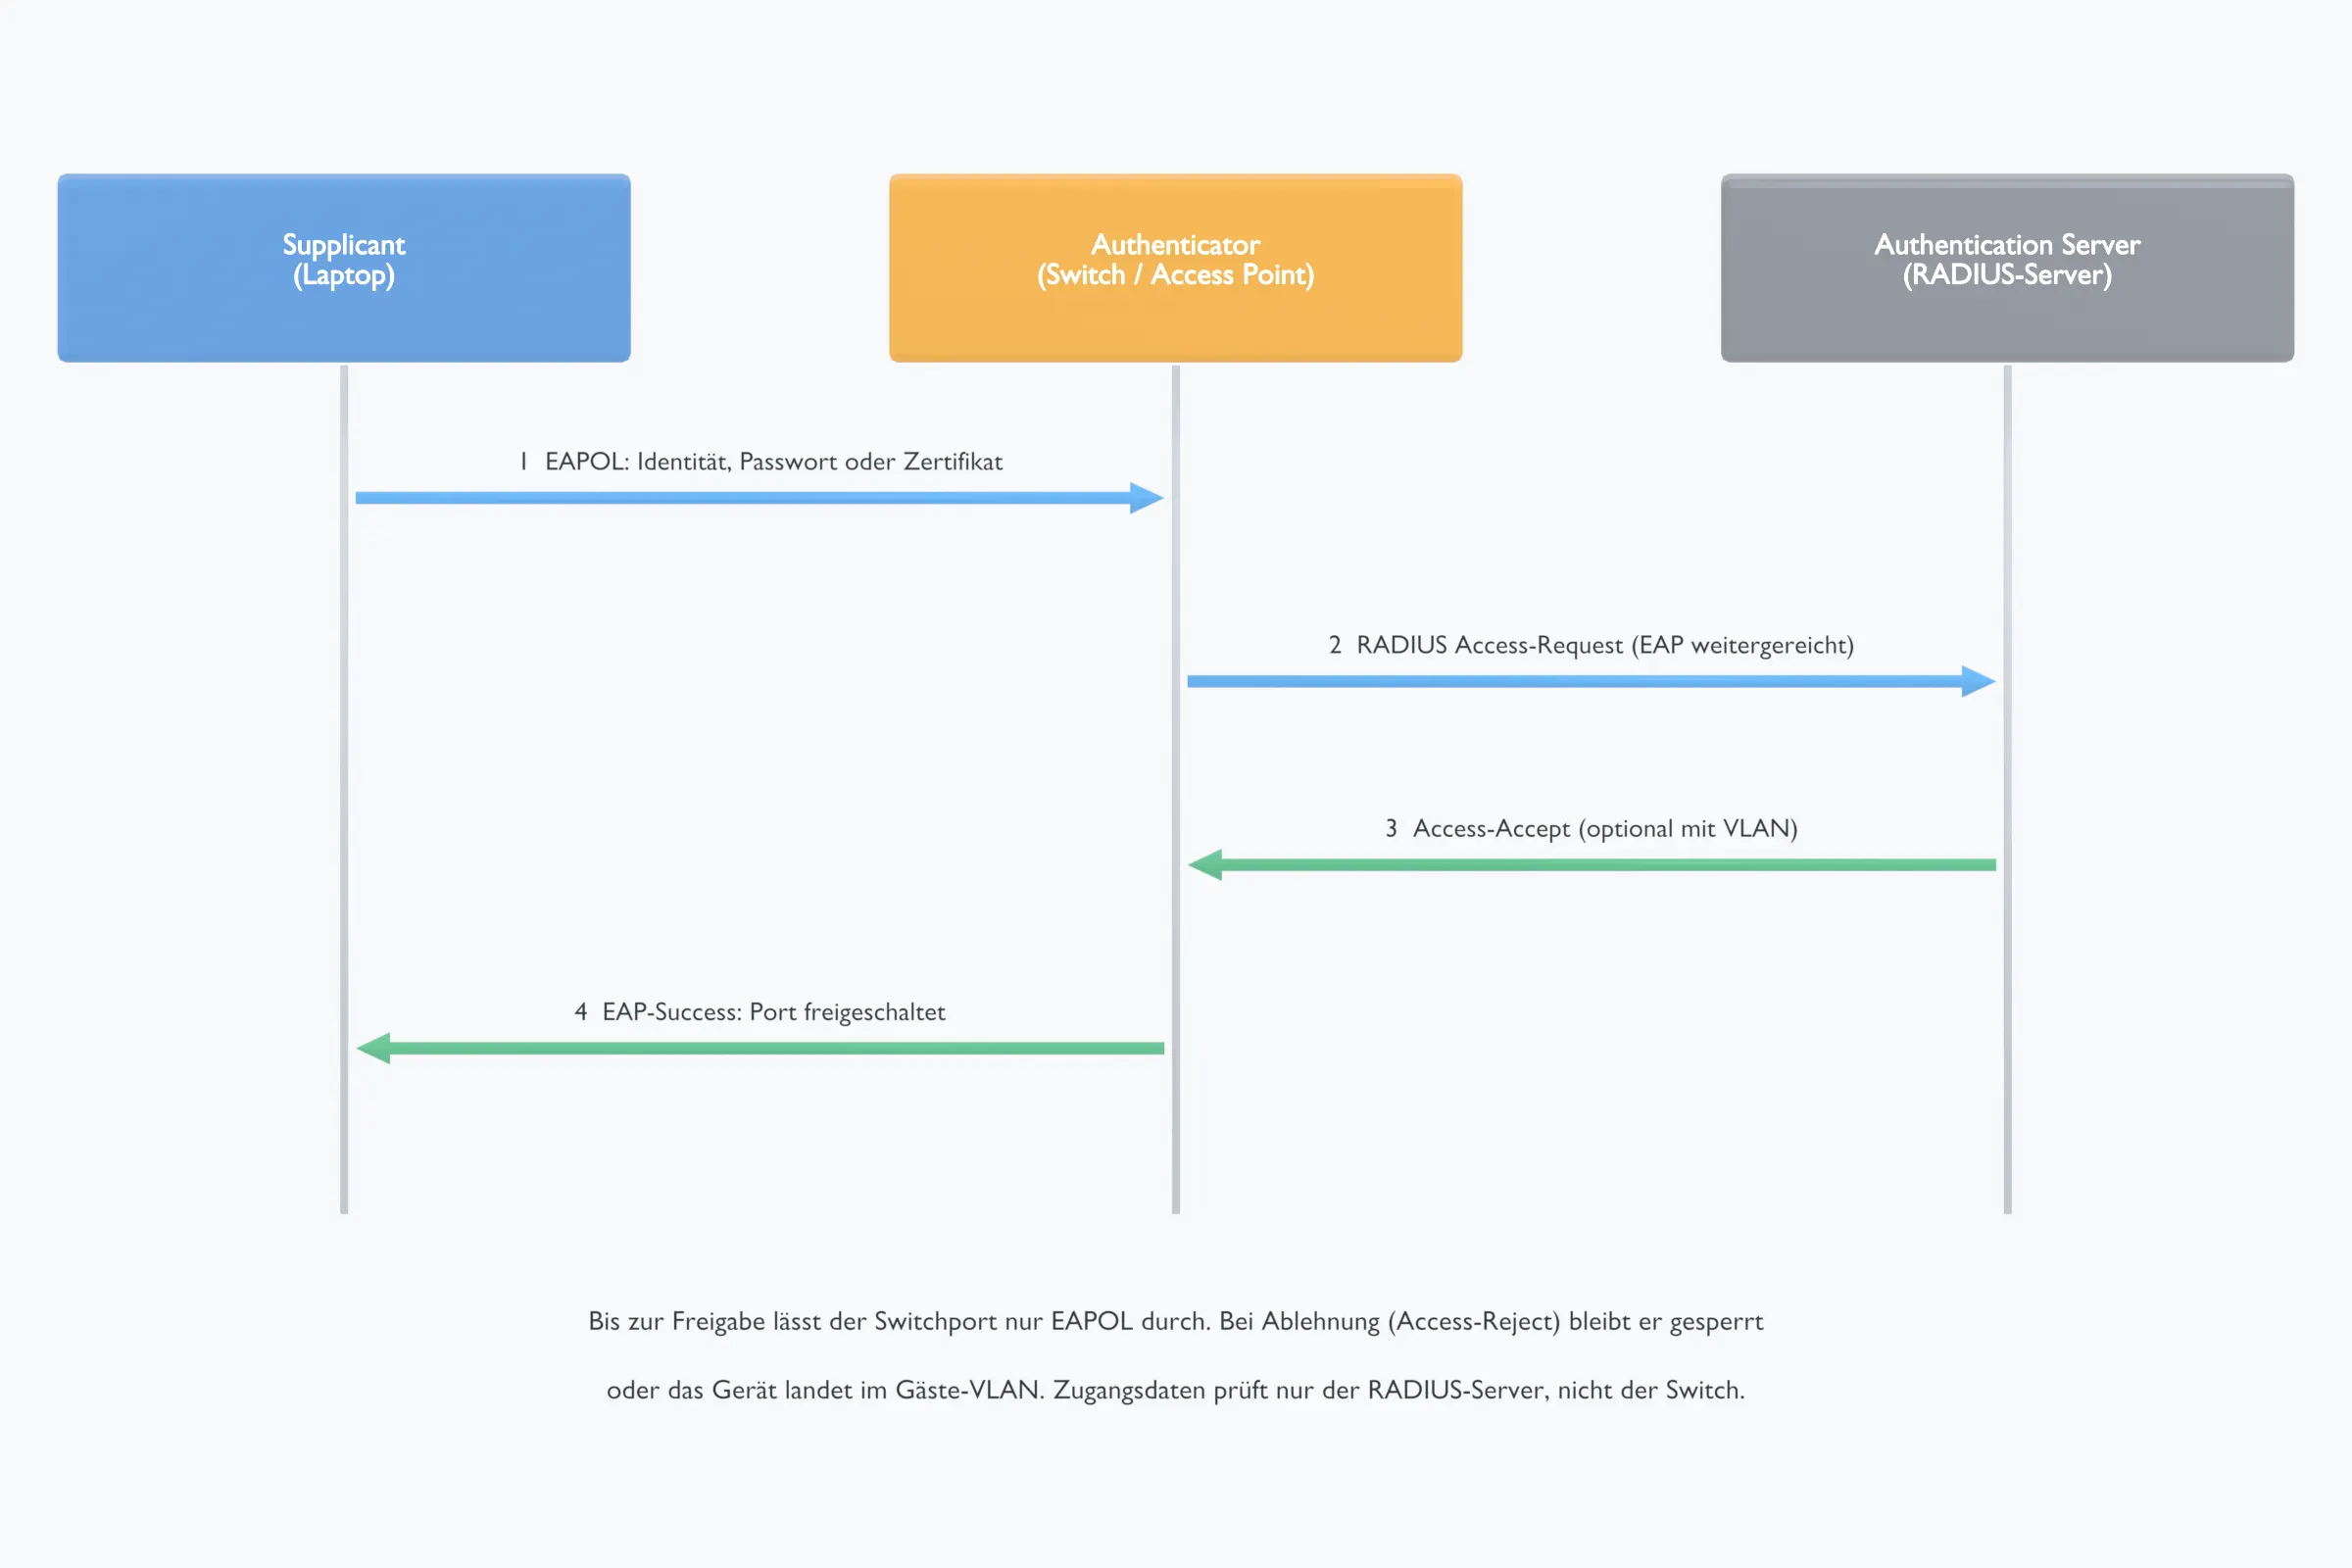 Supplicant
(Laptop)
Authenticator
(Switch / Access Point)
Authentication Server
(RADIUS-Server)
1 EAPOL: Identität, Passwort oder Zertifikat
2 RADIUS Access-Request (EAP weitergereicht)
3 Access-Accept (optional mit VLAN)
4 EAP-Success: Port freigeschaltet
Bis zur Freigabe lässt der Switchport nur EAPOL durch. Bei Ablehnung (Access-Reject) bleibt er gesperrt
oder das Gerät landet im Gäste-VLAN. Zugangsdaten prüft nur der RADIUS-Server, nicht der Switch.